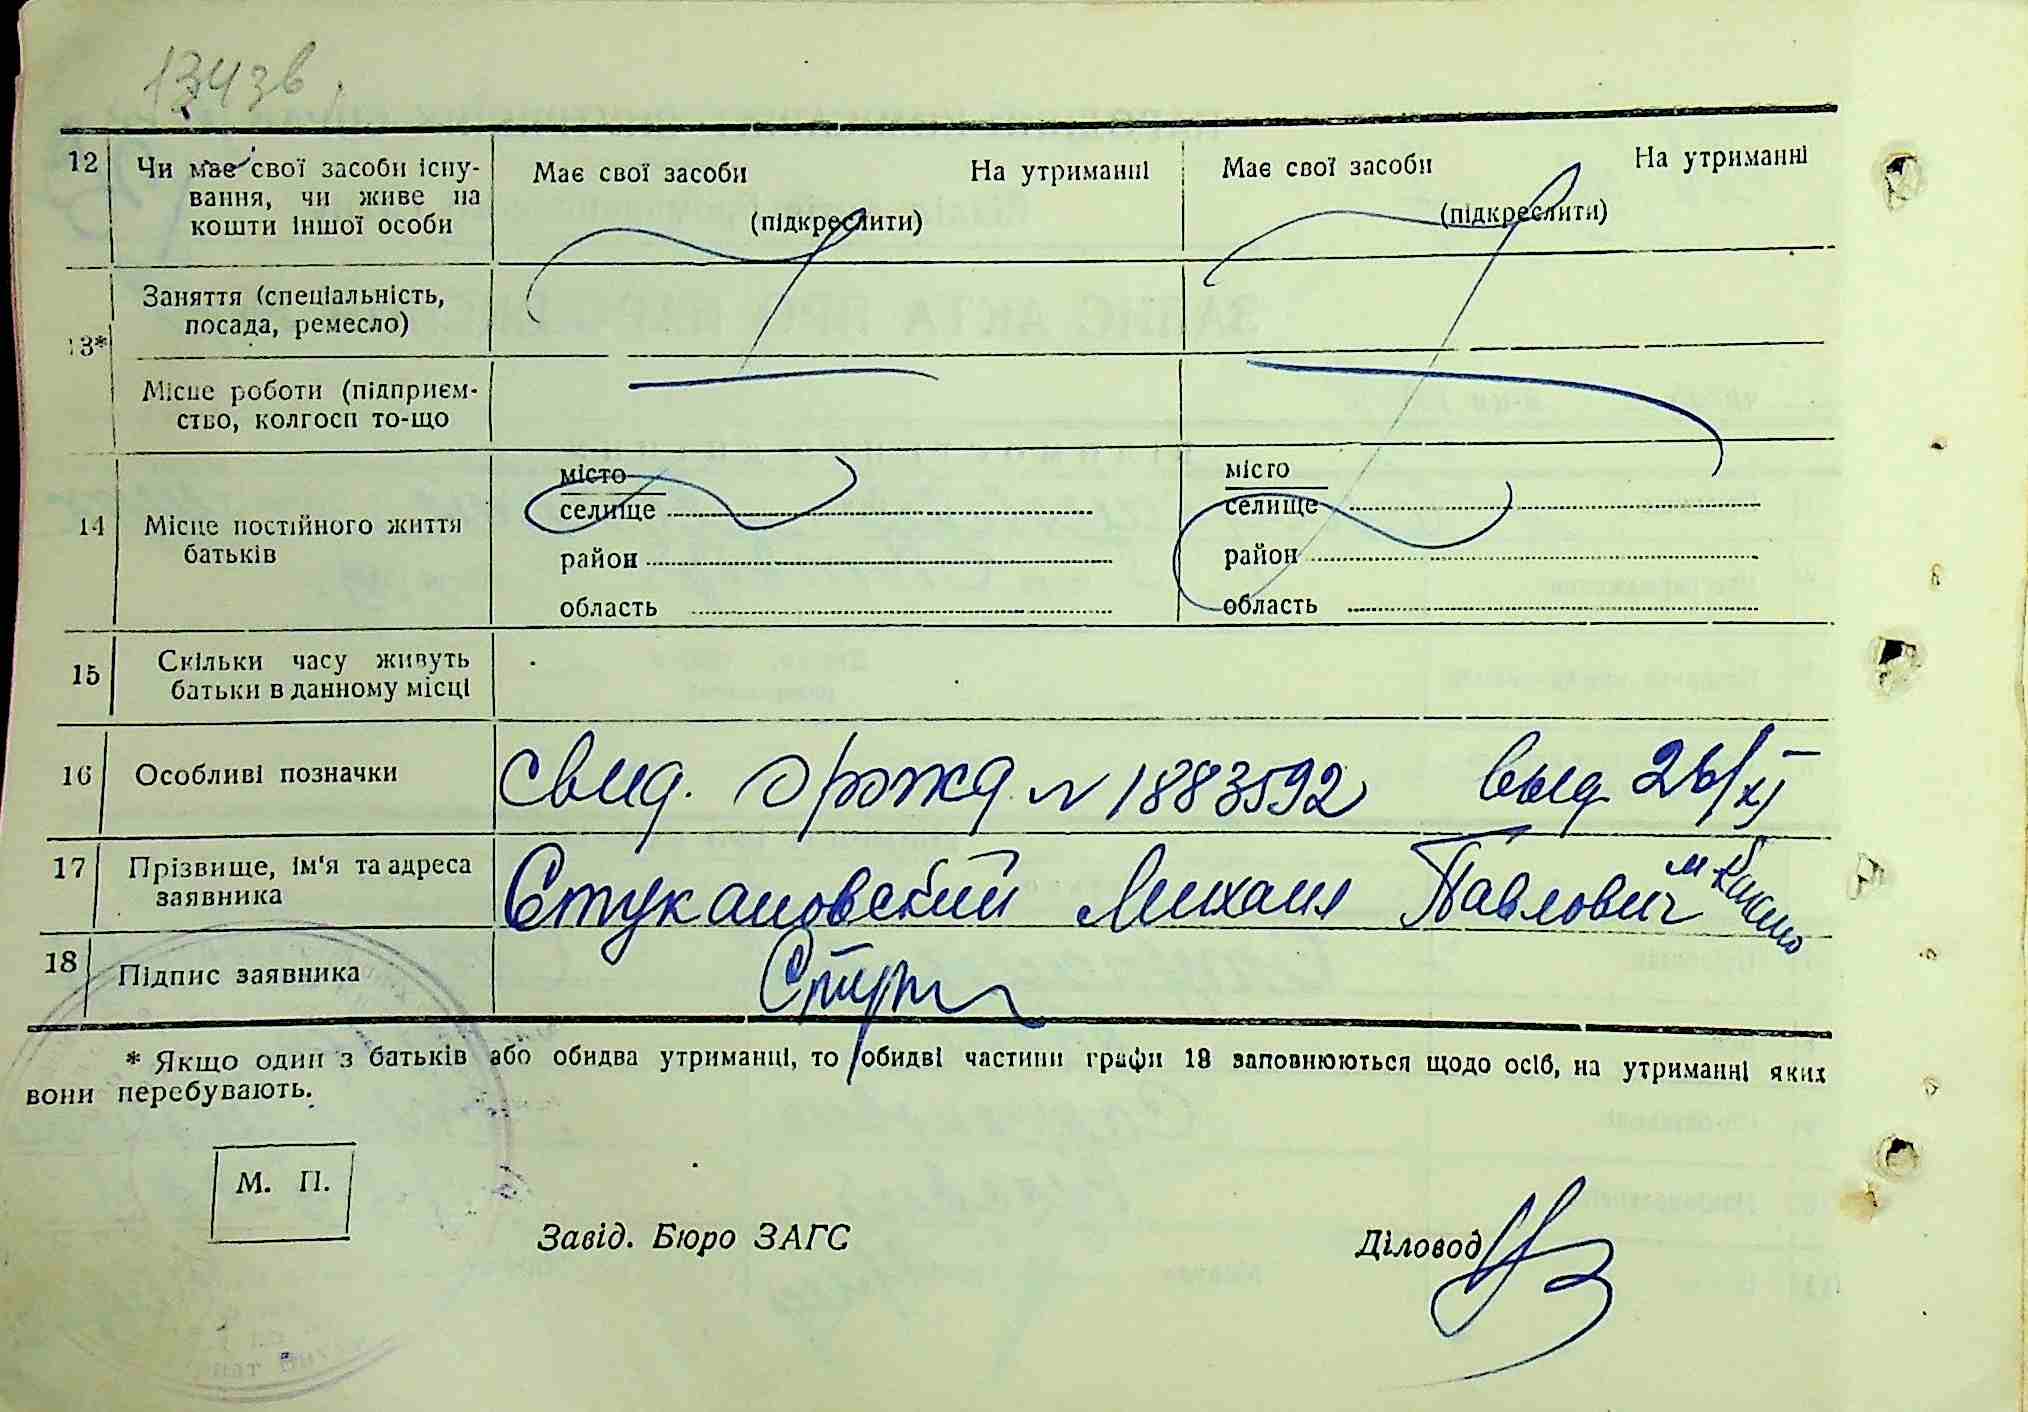 1343в
12 Чи має свої засоби існу- Має свої засоби На утриманні Має свої засоби На утриманні
вання, чи живе на (підкреслити) (підкреслити)
кошти іншої особи
Заняття (спеціальність,
посада, ремесло)
13*
Місце роботи (підприєм-
ство, колгосп то-що
місто місто
селище селище
14 Місце постійного життя
батьків район район
область область
15 Скільки часу живуть
батьки в данному місці
16 Особливі позначки свид. о рожд. N 1883592 выд 26/XI
17 Прізвище, ім'я та адреса Стукановский Михаил Павлович
заявника
18 Підпис заявника
* Якщо один з батьків або обидва утриманці, то обидві частини графи 18 заповнюються щодо осіб, на утриманні яких
вони перебувають.
М. П.
Завід. Бюро ЗАГС Діловод